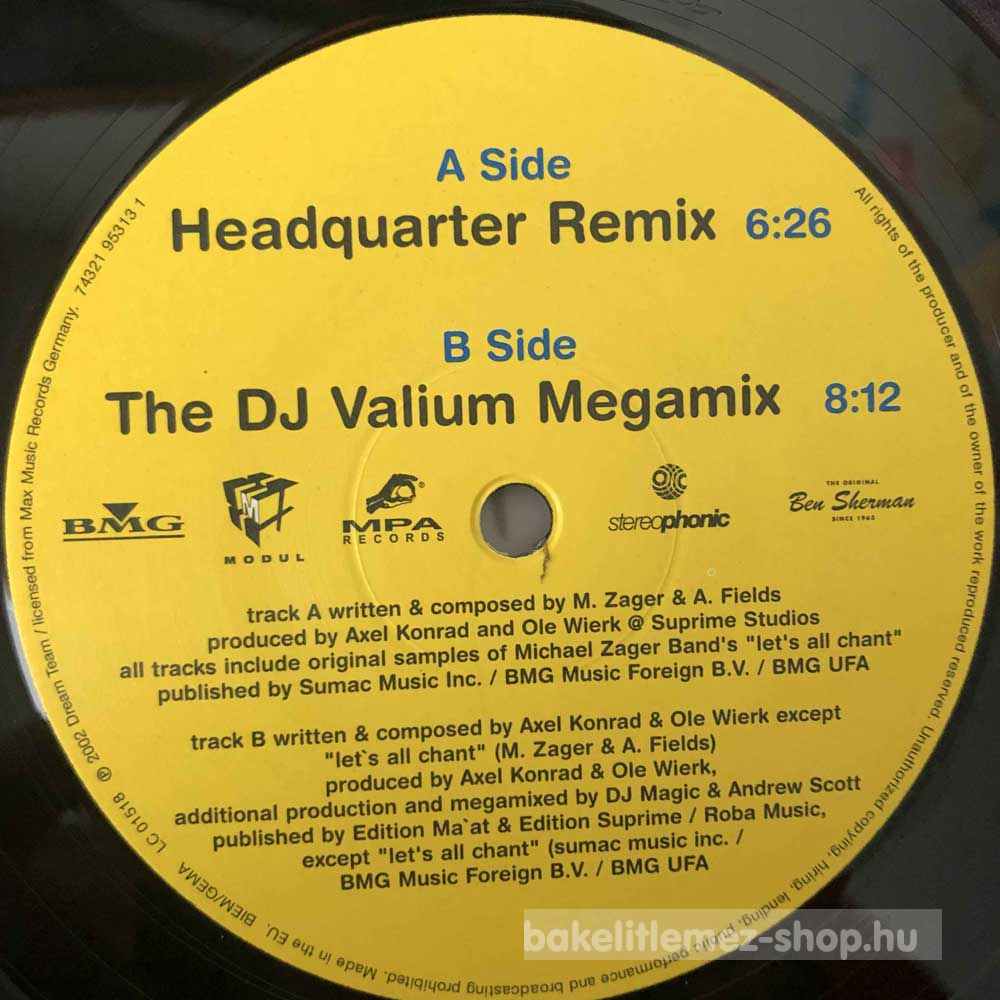 A Side
Headquarter Remix 6:26
B Side
The DJ Valium Megamix 8:12
BMG
M
MODUL
MPA
RECORDS
®
stereophonic
THE ORIGINAL
Ben Sherman
SINCE 1963
track A written & composed by M. Zager & A. Fields
produced by Axel Konrad and Ole Wierk @ Suprime Studios
all tracks include original samples of Michael Zager Band's "let's all chant"
published by Sumac Music Inc. / BMG Music Foreign B.V. / BMG UFA
track B written & composed by Axel Konrad & Ole Wierk except
"let`s all chant" (M. Zager & A. Fields)
produced by Axel Konrad & Ole Wierk,
additional production and megamixed by DJ Magic & Andrew Scott
published by Edition Ma`at & Edition Suprime / Roba Music,
except "let's all chant" (sumac music inc. /
BMG Music Foreign B.V. / BMG UFA
LC 01518 ℗ 2002 Dream Team / licensed from Max Music Records Germany. 74321 95313 1
All rights of the producer and of the owner of the work reproduced reserved. Unauthorized copying, hiring, lending, public performance and broadcasting prohibited. Made in the EU. BIEM/GEMA
bakelitlemez-shop.hu